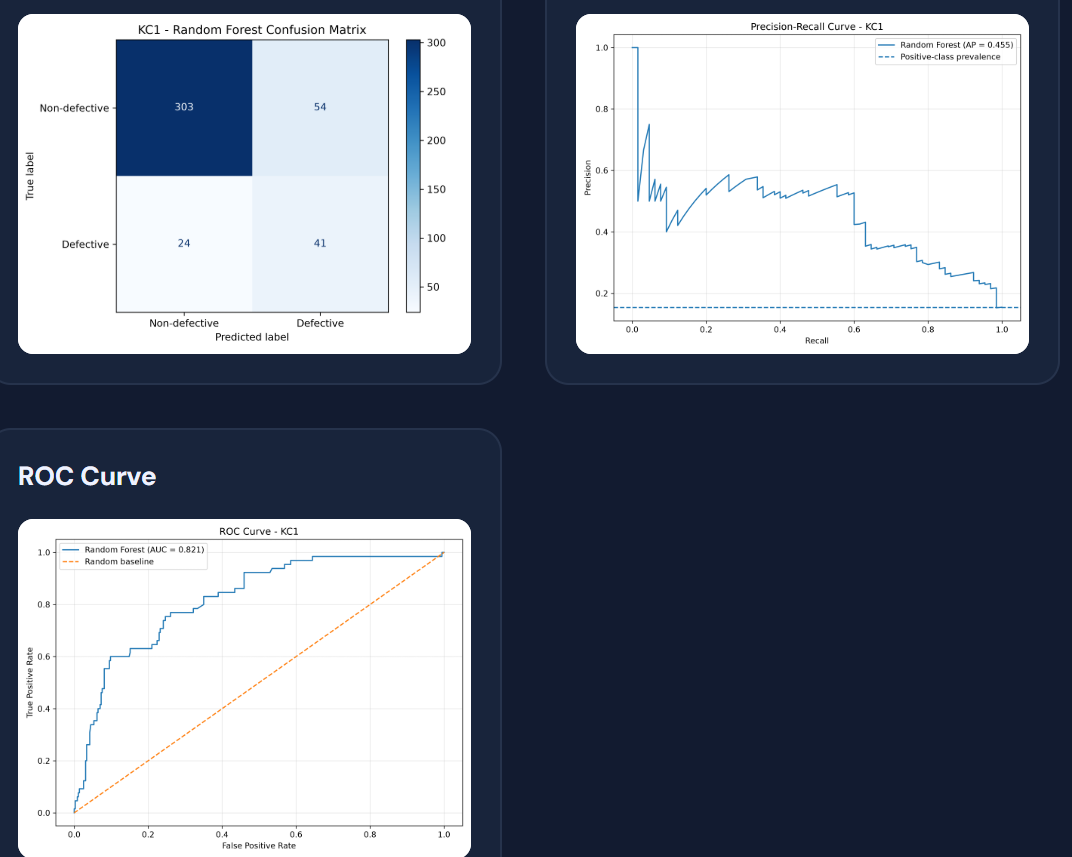 KC1 - Random Forest Confusion Matrix
Non-defective
303
54
Defective
24
41
True label
Non-defective
Defective
Predicted label
300
250
200
150
100
50
Precision-Recall Curve - KC1
Random Forest (AP = 0.455)
Positive-class prevalence
1.0
0.8
0.6
0.4
0.2
Precision
0.0
0.2
0.4
0.6
0.8
1.0
Recall
ROC Curve
ROC Curve - KC1
Random Forest (AUC = 0.821)
Random baseline
1.0
0.8
0.6
0.4
0.2
0.0
True Positive Rate
0.0
0.2
0.4
0.6
0.8
1.0
False Positive Rate